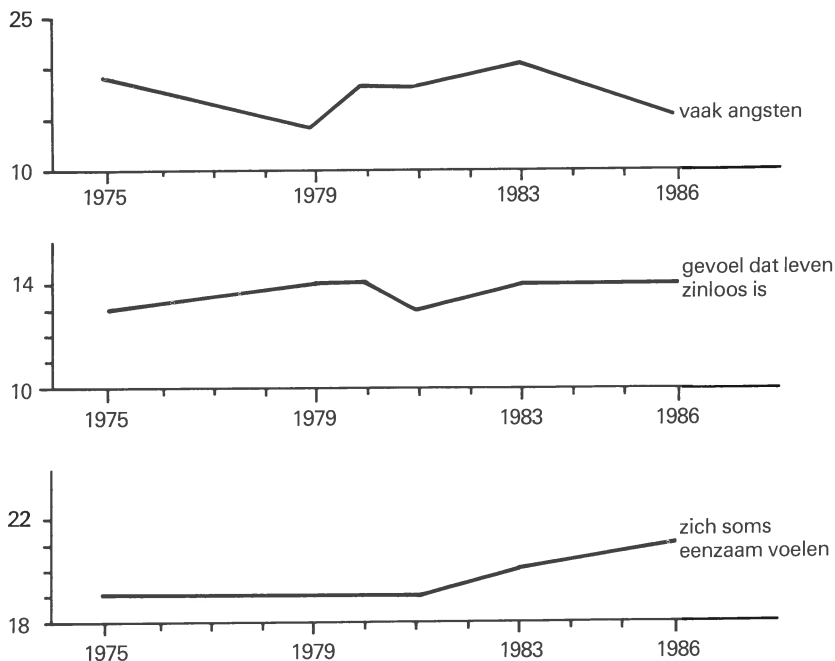 25
vaak angsten
10
1975 1979 1983 1986
gevoel dat leven
14
zinloos is
10
1975 1979 1983 1986
22
zich soms
eenzaam voelen
18
1975 1979 1983 1986